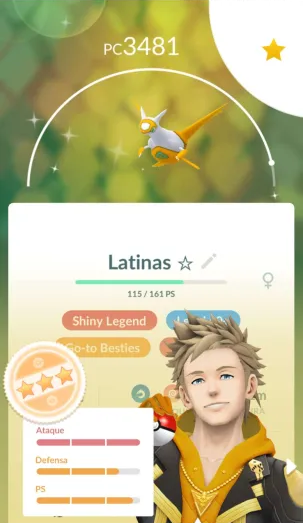 PC3481
Latinas ☆
115 / 161 PS
Shiny Legend
Go-to Besties
Ataque
Defensa
PS